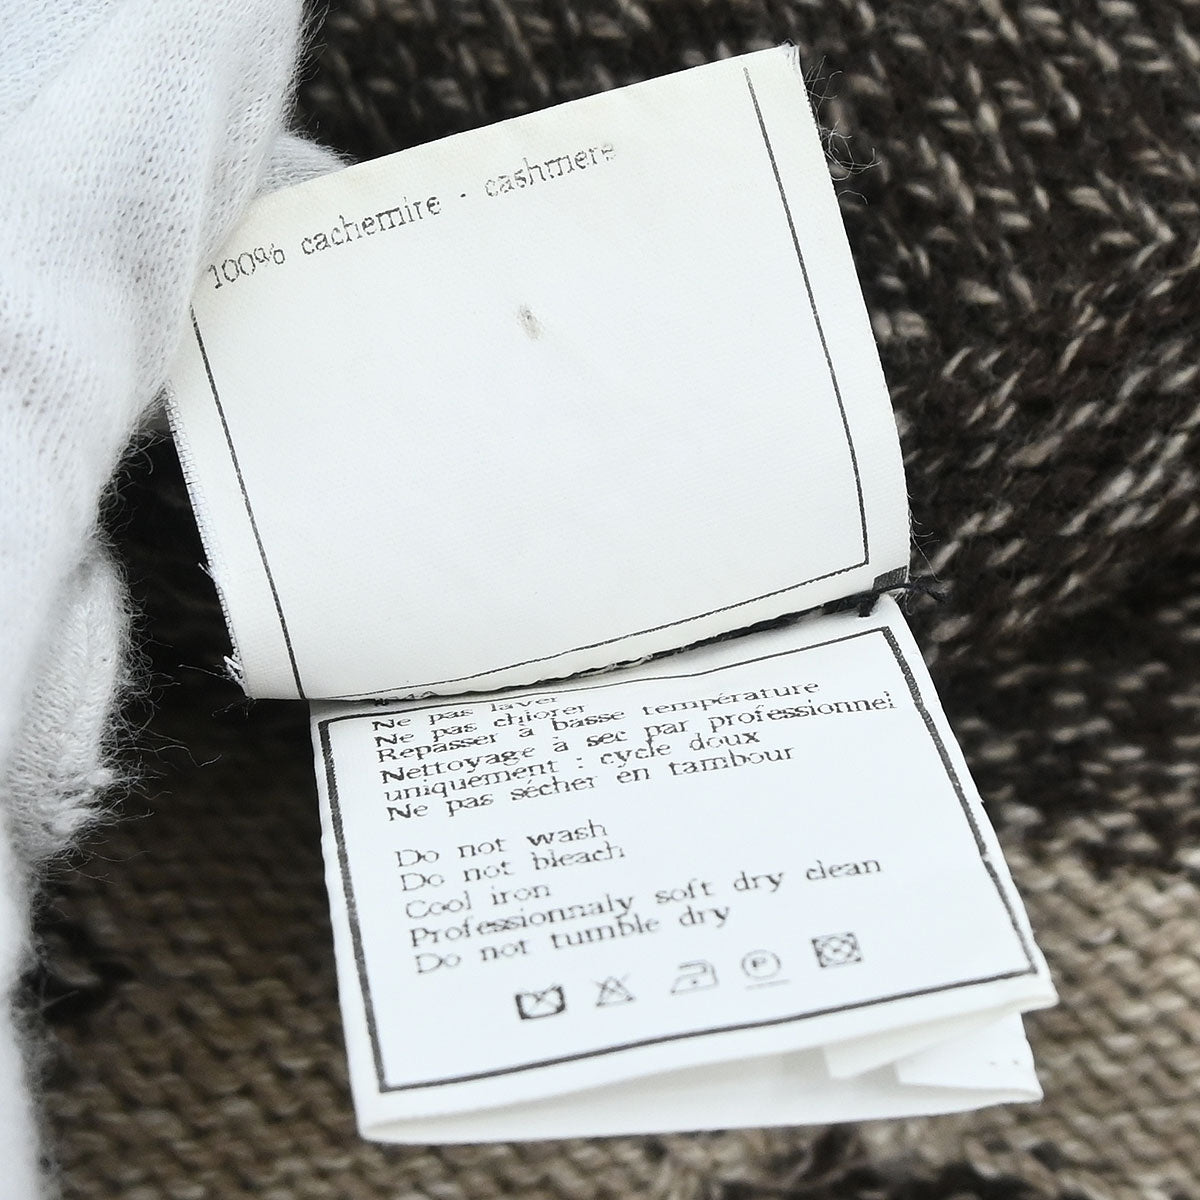 100% cachemire - cashmere
Ne pas laver
Ne pas chlorer
Repasser à basse température
Nettoyage à sec par professionnel
uniquement : cycle doux
Ne pas sécher en tambour
Do not wash
Do not bleach
Cool iron
Professionnaly soft dry clean
Do not tumble dry
P